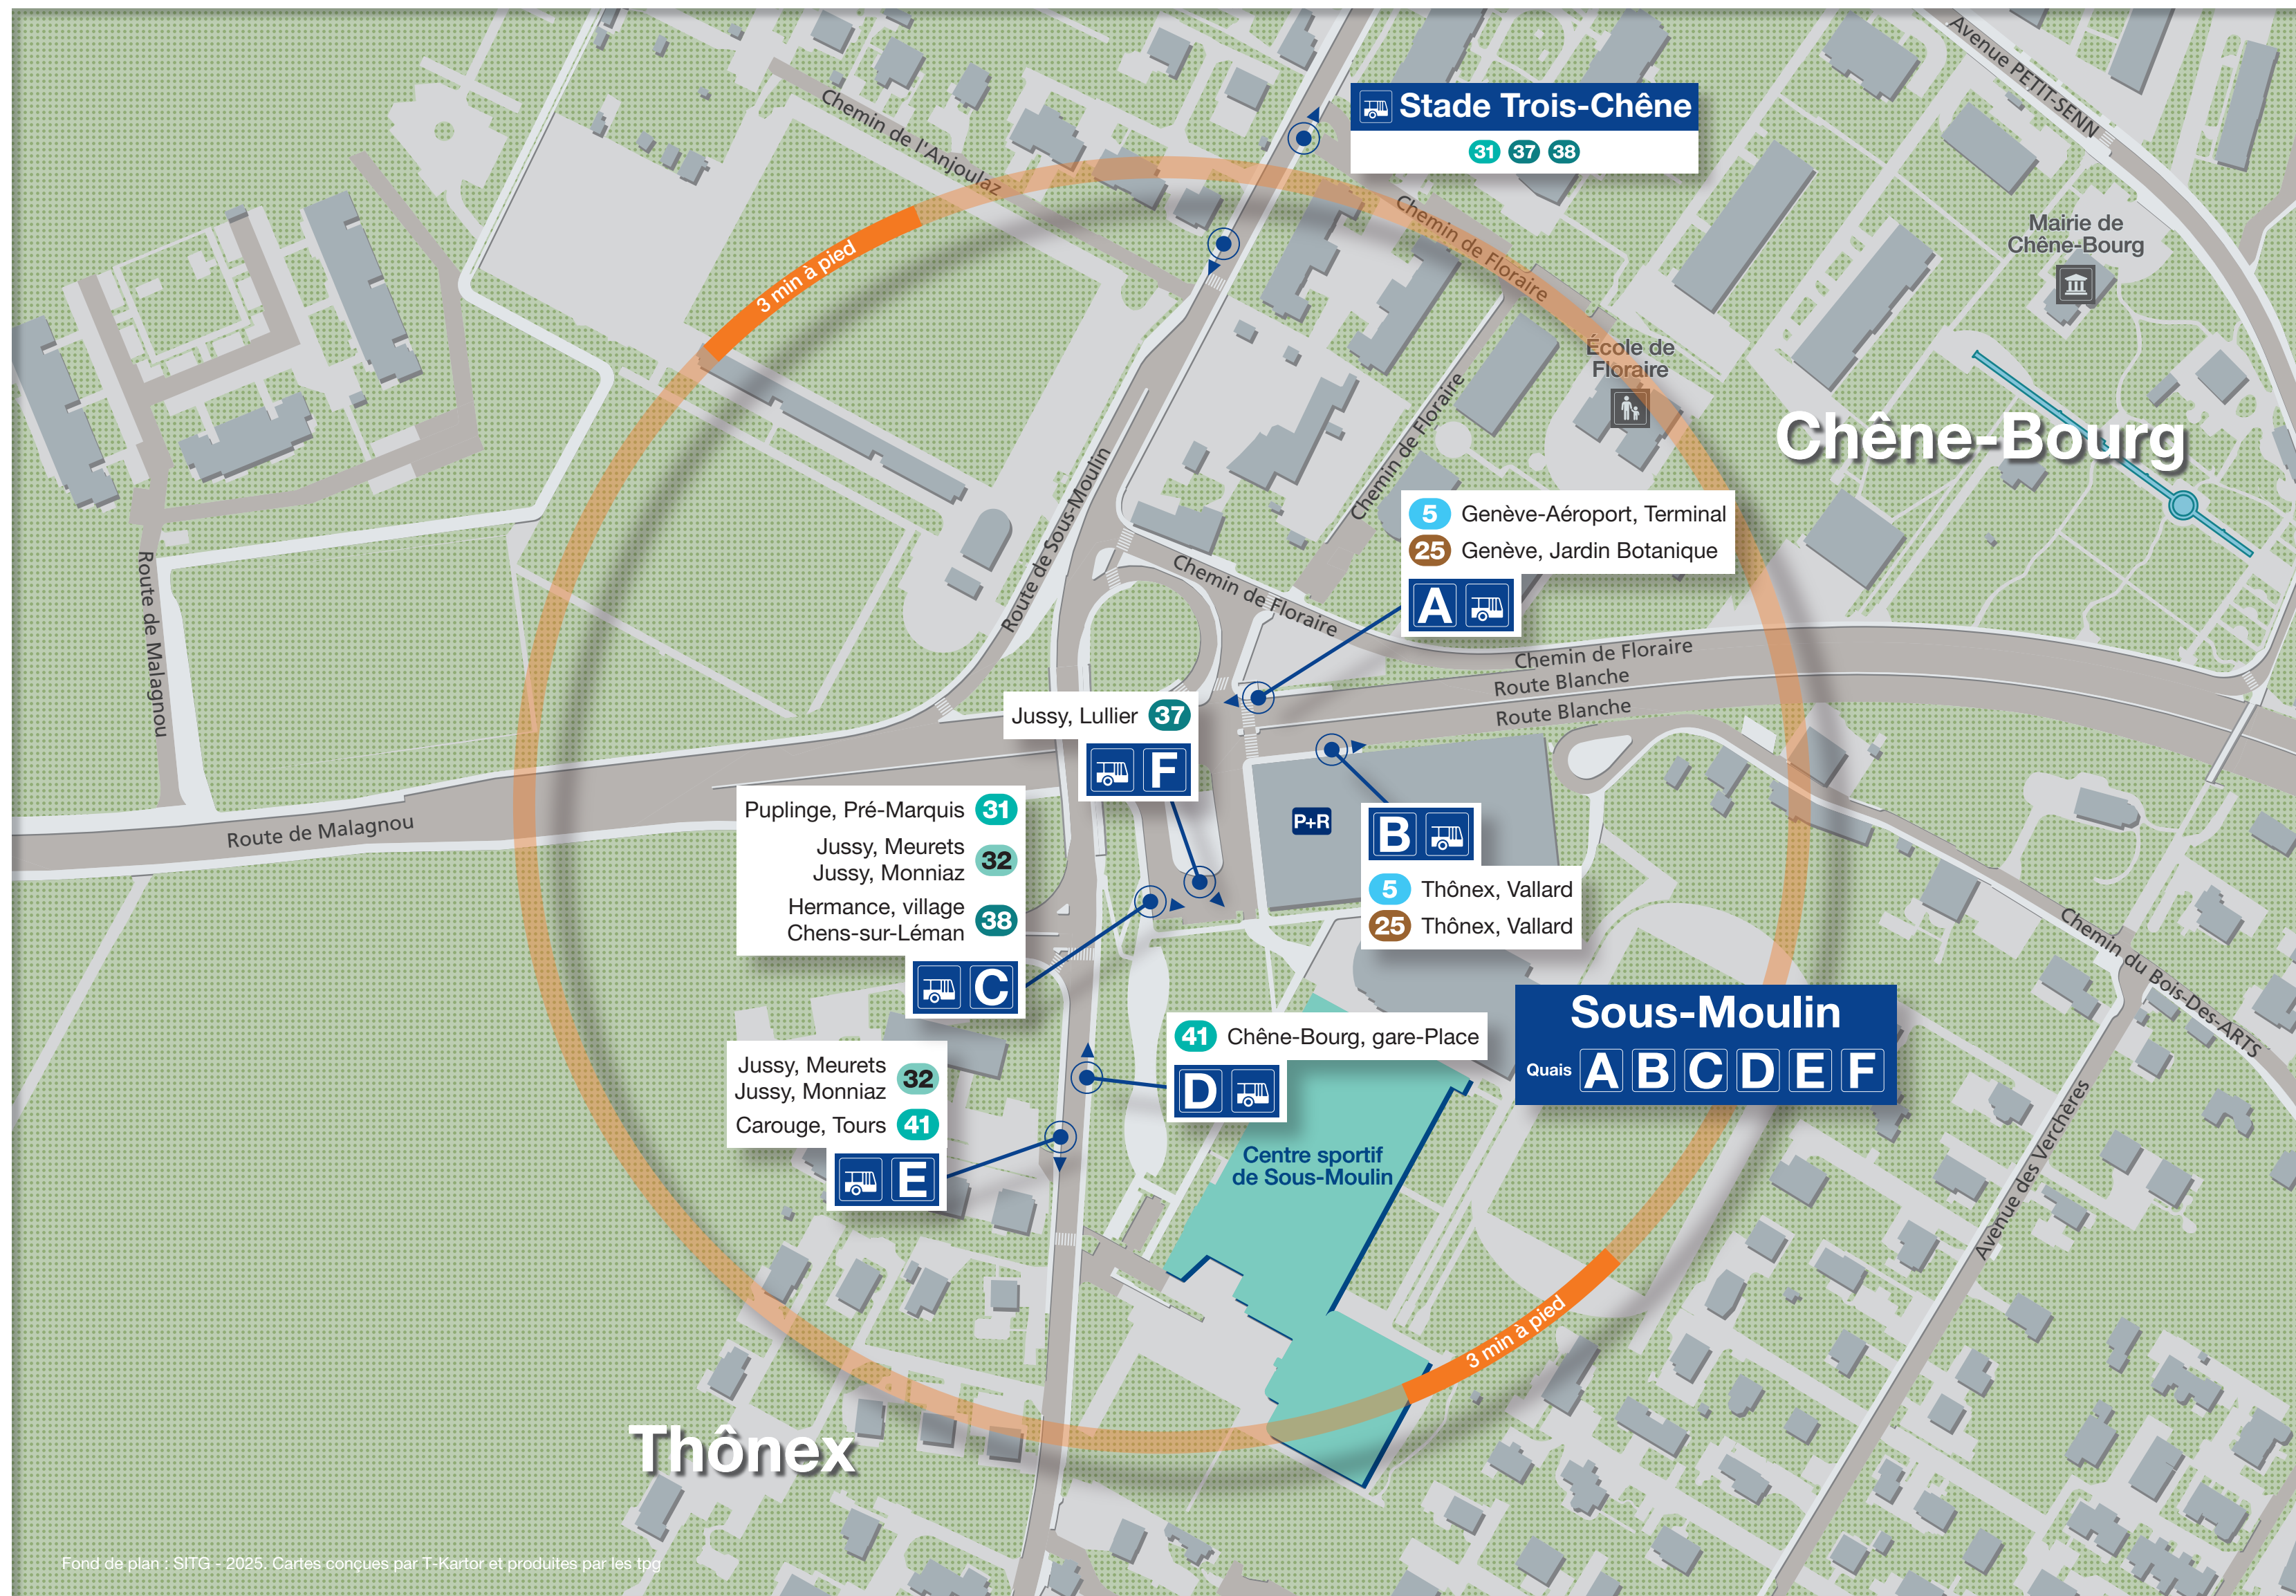 Avenue PETIT-SENN
Stade Trois-Chêne
31 37 38
Chemin de l'Anjoulaz
Chemin de Floraire
Mairie de
Chêne-Bourg
3 min à pied
École de
Floraire
Chêne-Bourg
Chemin de Floraire
Route de Sous-Moulin
5 Genève-Aéroport, Terminal
25 Genève, Jardin Botanique
A
Chemin de Floraire
Route de Malagnou
Chemin de Floraire
Route Blanche
Route Blanche
Jussy, Lullier 37
F
Route de Malagnou
P+R
B
5 Thônex, Vallard
25 Thônex, Vallard
Puplinge, Pré-Marquis 31
Jussy, Meurets
Jussy, Monniaz 32
Hermance, village
Chens-sur-Léman 38
C
Chemin du Bois-Des-ARTS
Sous-Moulin
Quais A B C D E F
41 Chêne-Bourg, gare-Place
D
Jussy, Meurets
Jussy, Monniaz 32
Carouge, Tours 41
E
Centre sportif
de Sous-Moulin
Avenue des Verchères
3 min à pied
Thônex
Fond de plan : SITG - 2025. Cartes conçues par T-Kartor et produites par les tpg